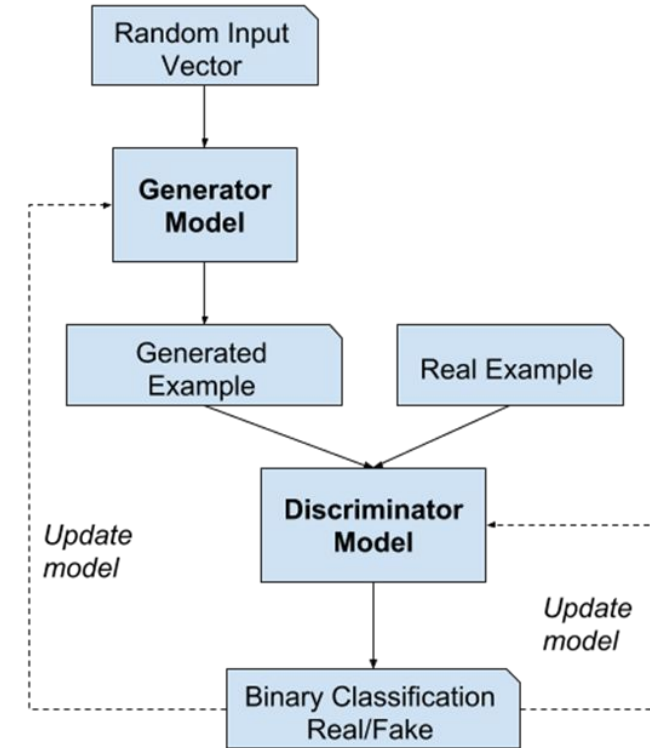 Random Input
Vector
Generator
Model
Generated
Example
Real Example
Discriminator
Model
Update
model
Update
model
Binary Classification
Real/Fake